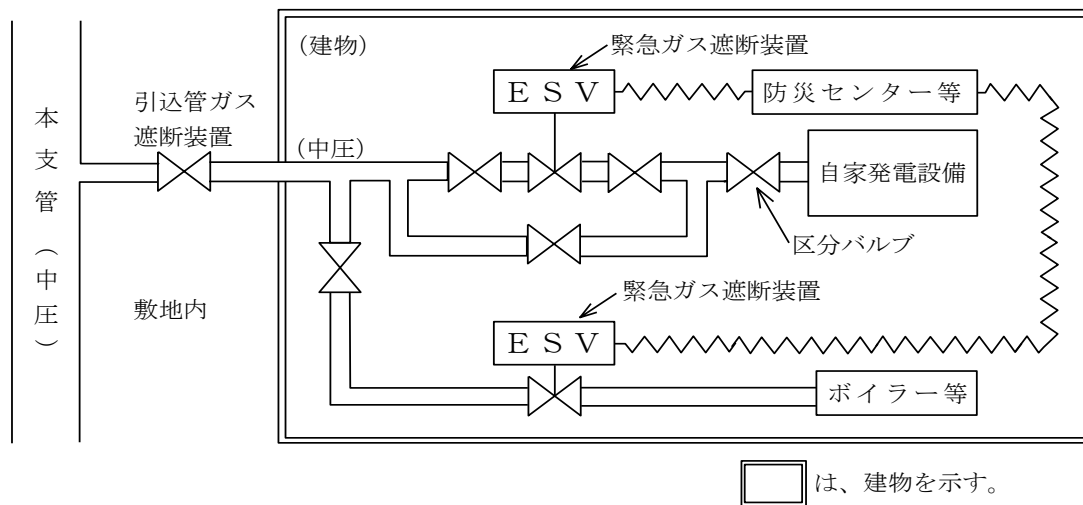 (建物)
緊急ガス遮断装置
ESV
防災センター等
引込管ガス
遮断装置
(中圧)
自家発電設備
本支管(中圧)
区分バルブ
敷地内
緊急ガス遮断装置
ESV
ボイラー等
は、建物を示す。